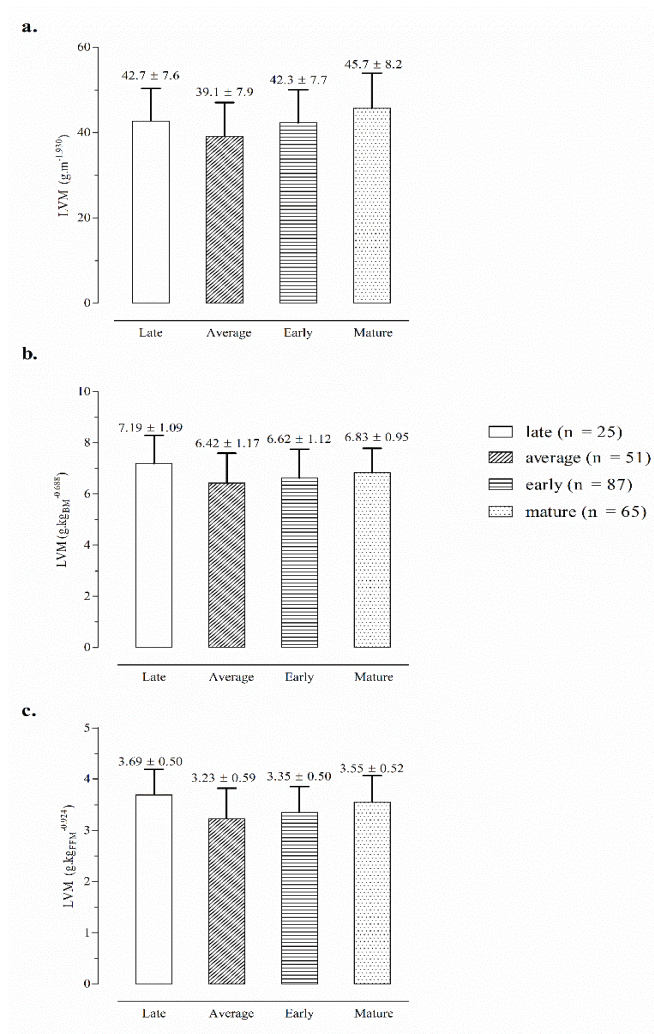 a.
60
40
20
0
LVM (g.m-1.930)
42.7 ± 7.6
39.1 ± 7.9
42.3 ± 7.7
45.7 ± 8.2
Late Average Early Mature
b.
10
8
6
4
2
0
LVM (g.kgBM-0.688)
7.19 ± 1.09
6.42 ± 1.17
6.62 ± 1.12
6.83 ± 0.95
Late Average Early Mature
late (n = 25)
average (n = 51)
early (n = 87)
mature (n = 65)
c.
5
4
3
2
1
0
LVM (g.kgFFM-0.924)
3.69 ± 0.50
3.23 ± 0.59
3.35 ± 0.50
3.55 ± 0.52
Late Average Early Mature